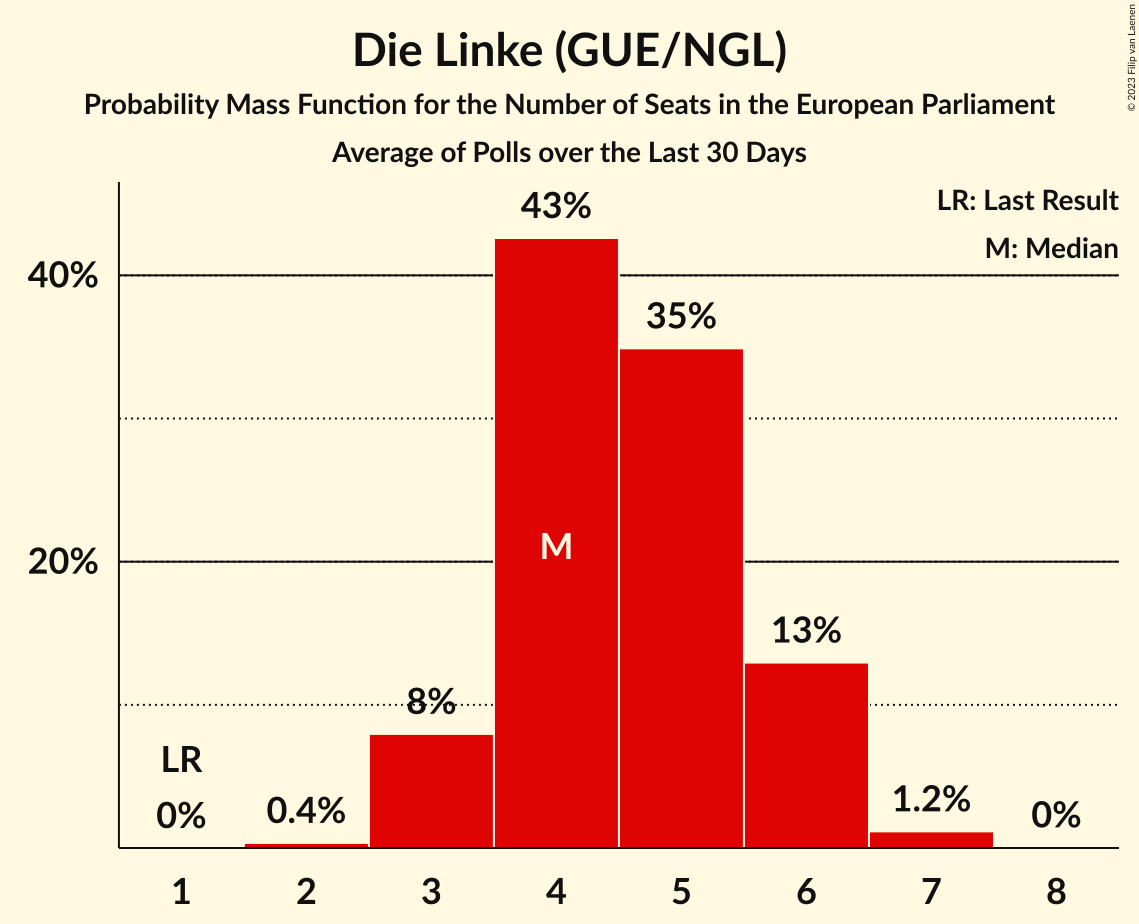 Die Linke (GUE/NGL)
Probability Mass Function for the Number of Seats in the European Parliament
Average of Polls over the Last 30 Days
© 2023 Filip van Laenen
LR: Last Result
M: Median
43%
40%
35%
M
20%
13%
8%
LR
0%
0.4%
1.2%
0%
1 2 3 4 5 6 7 8